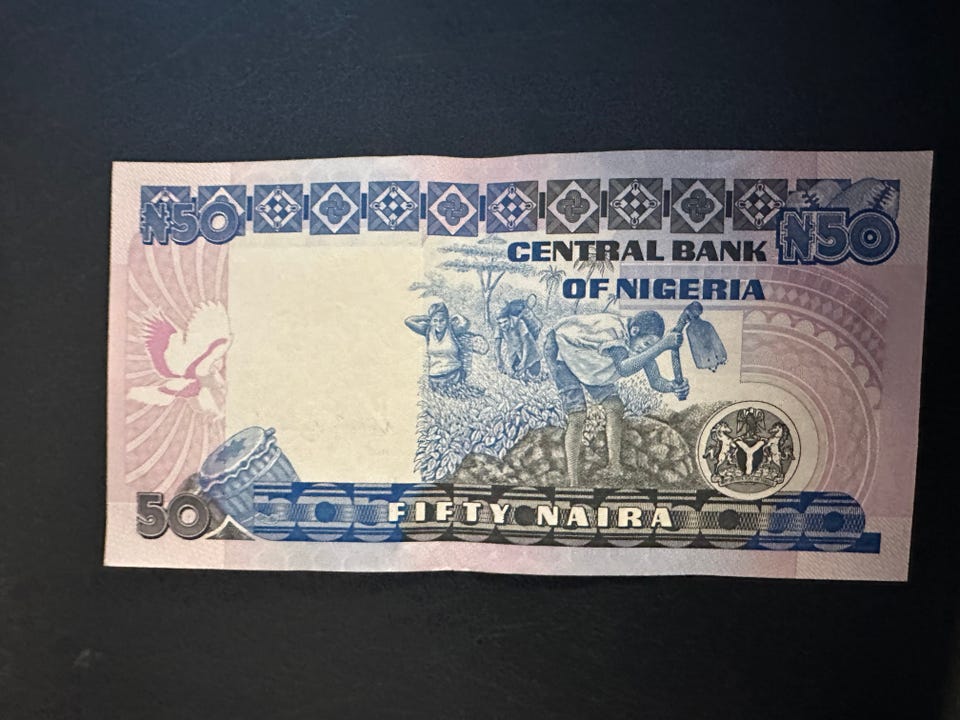 ₦50
₦50
CENTRAL BANK
OF NIGERIA
50
FIFTY NAIRA